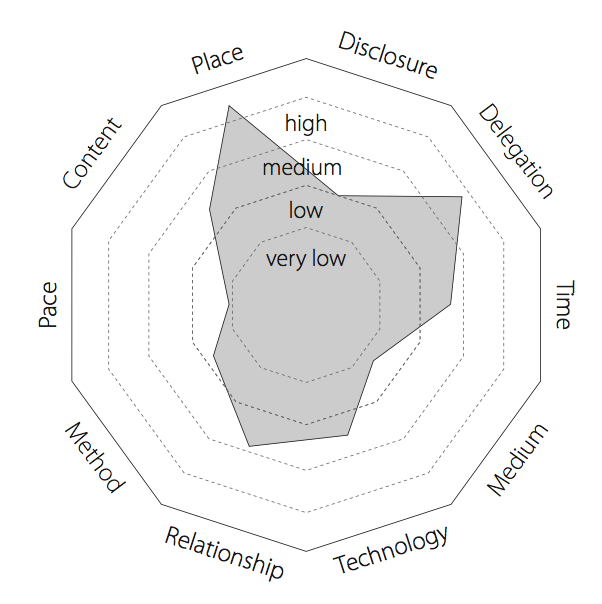 Place
Disclosure
Content
high
Delegation
medium
low
very low
Pace
Time
Method
Medium
Relationship
Technology